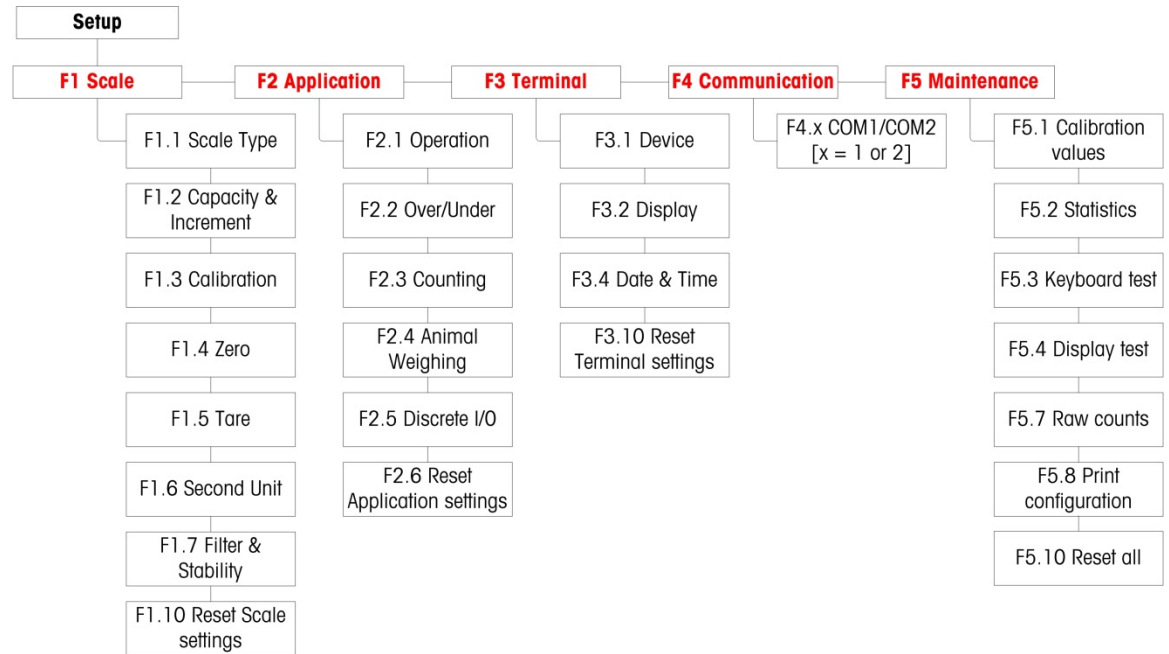 Setup
F1 Scale
F2 Application
F3 Terminal
F4 Communication
F5 Maintenance
F1.1 Scale Type
F1.2 Capacity &
Increment
F1.3 Calibration
F1.4 Zero
F1.5 Tare
F1.6 Second Unit
F1.7 Filter &
Stability
F1.10 Reset Scale
settings
F2.1 Operation
F2.2 Over/Under
F2.3 Counting
F2.4 Animal
Weighing
F2.5 Discrete I/O
F2.6 Reset
Application settings
F3.1 Device
F3.2 Display
F3.4 Date & Time
F3.10 Reset
Terminal settings
F4.x COM1/COM2
[x = 1 or 2]
F5.1 Calibration
values
F5.2 Statistics
F5.3 Keyboard test
F5.4 Display test
F5.7 Raw counts
F5.8 Print
configuration
F5.10 Reset all